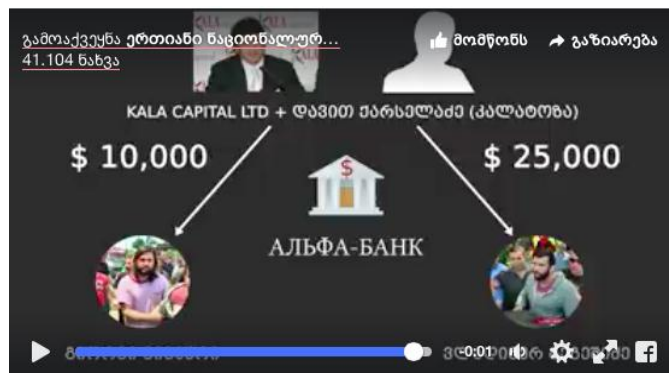 გამოაქვეყნა ერთიანი ნაციონალურ...
41.104 ნახვა
მომწონს
გაზიარება
KALA CAPITAL LTD + დავით ქარსელაძე (კალატოზა)
$ 10,000
$ 25,000
$
АЛЬФА-БАНК
-0:01